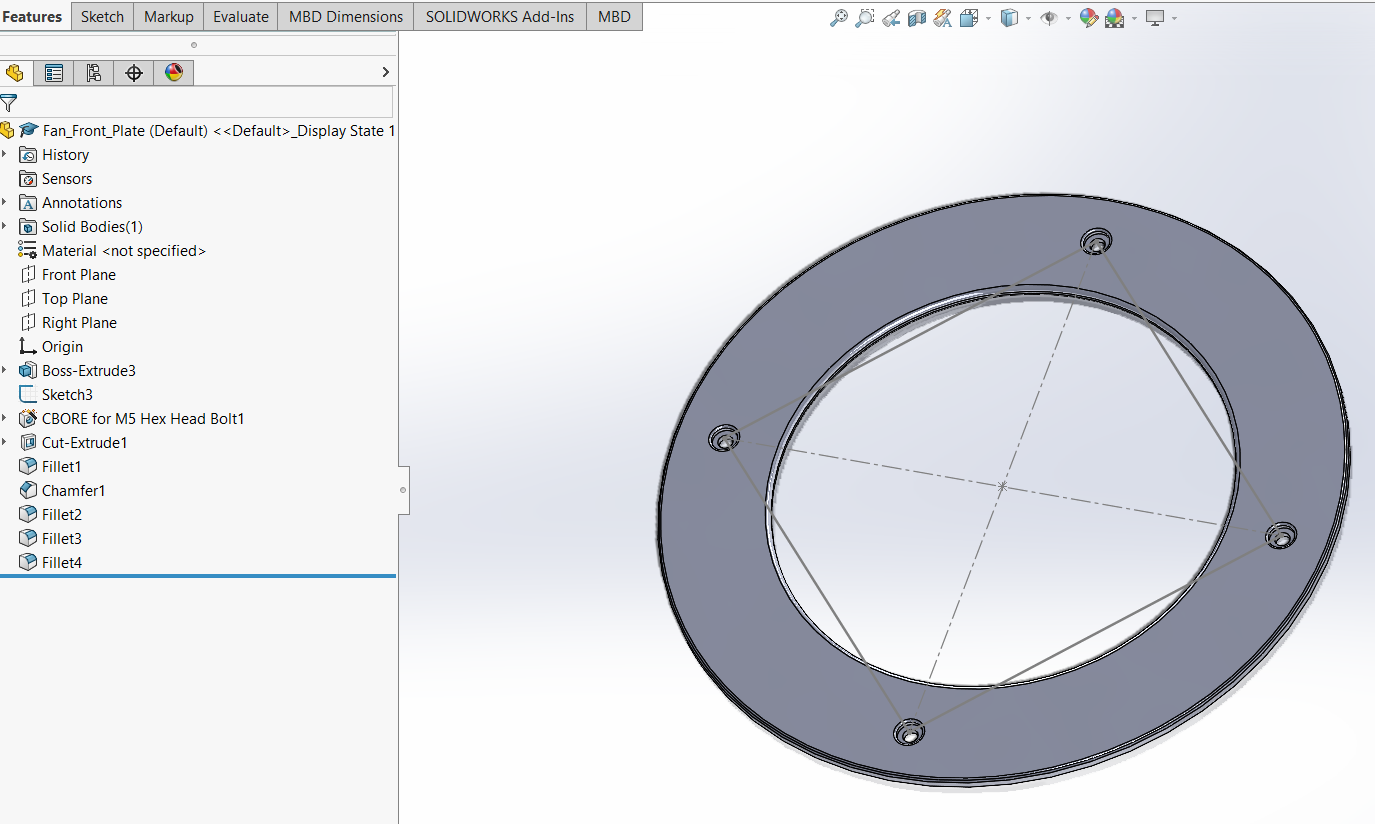 Features Sketch Markup Evaluate MBD Dimensions SOLIDWORKS Add-Ins MBD
Fan_Front_Plate (Default) <<Default>_Display State 1
History
Sensors
Annotations
Solid Bodies(1)
Material <not specified>
Front Plane
Top Plane
Right Plane
Origin
Boss-Extrude3
Sketch3
CBORE for M5 Hex Head Bolt1
Cut-Extrude1
Fillet1
Chamfer1
Fillet2
Fillet3
Fillet4